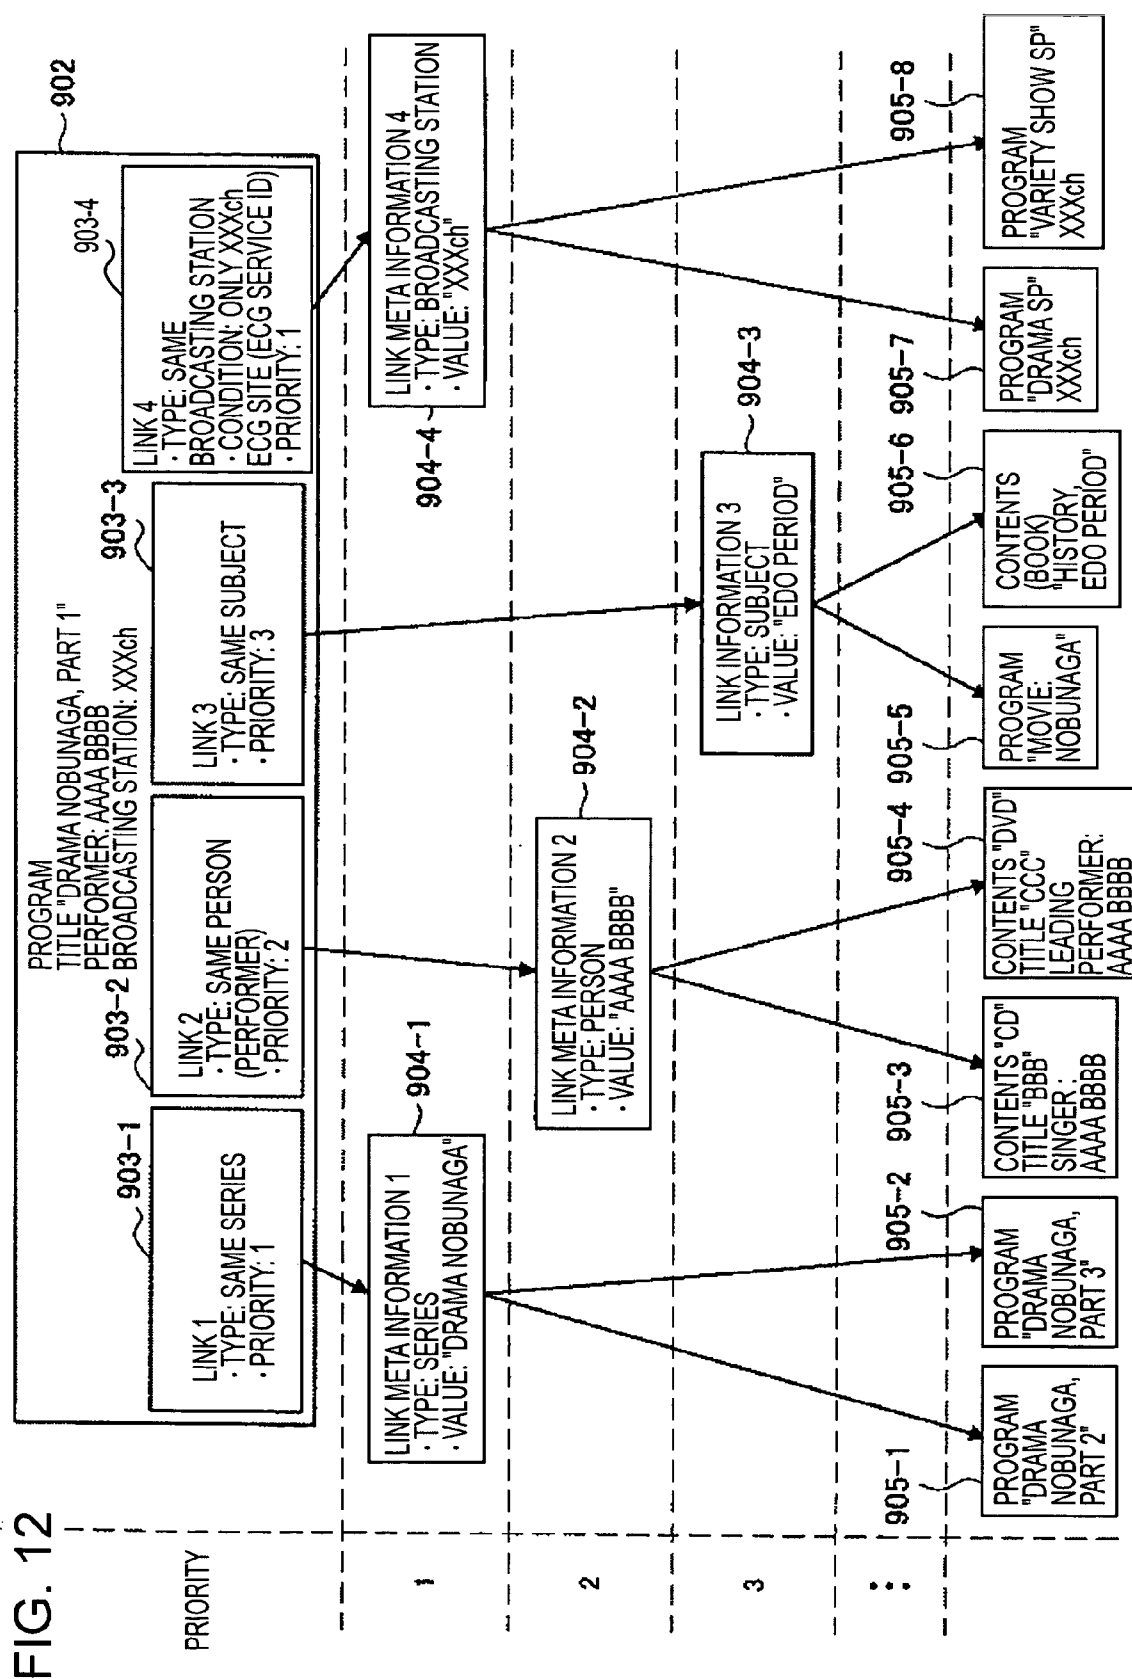 FIG. 12
PRIORITY
1
2
3
902
PROGRAM
TITLE "DRAMA NOBUNAGA, PART 1"
PERFORMER: AAAA BBBB
BROADCASTING STATION: XXXch
903-1
LINK 1
· TYPE: SAME SERIES
· PRIORITY: 1
903-2
LINK 2
· TYPE: SAME PERSON
(PERFORMER)
· PRIORITY: 2
903-3
LINK 3
· TYPE: SAME SUBJECT
· PRIORITY: 3
903-4
LINK 4
· TYPE: SAME
BROADCASTING STATION
· CONDITION: ONLY XXXch
ECG SITE (ECG SERVICE ID)
· PRIORITY: 1
904-1
LINK META INFORMATION 1
· TYPE: SERIES
· VALUE: "DRAMA NOBUNAGA"
904-4
LINK META INFORMATION 4
· TYPE: BROADCASTING STATION
· VALUE: "XXXch"
904-2
LINK META INFORMATION 2
· TYPE: PERSON
· VALUE: "AAAA BBBB"
904-3
LINK INFORMATION 3
· TYPE: SUBJECT
· VALUE: "EDO PERIOD"
905-1
PROGRAM
"DRAMA
NOBUNAGA,
PART 2"
905-2
PROGRAM
"DRAMA
NOBUNAGA,
PART 3"
905-3
CONTENTS "CD"
TITLE "BBB"
SINGER:
AAAA BBBB
905-4
CONTENTS "DVD"
TITLE "CCC"
LEADING
PERFORMER:
AAAA BBBB
905-5
PROGRAM
"MOVIE:
NOBUNAGA"
905-6
CONTENTS
(BOOK)
"HISTORY,
EDO PERIOD"
905-7
PROGRAM
"DRAMA SP"
XXXch
905-8
PROGRAM
"VARIETY SHOW SP"
XXXch